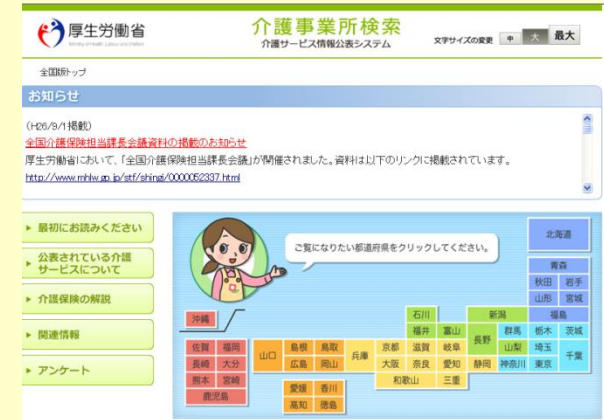 厚生労働省
Ministry of Health, Labour and Welfare
介護事業所検索
介護サービス情報公表システム
文字サイズの変更 中 大 最大
全国版トップ
お知らせ
(H26/9/1掲載)
全国介護保険担当課長会議資料の掲載のお知らせ
厚生労働省において、「全国介護保険担当課長会議」が開催されました。資料は以下のリンクに掲載されています。
http://www.mhlw.go.jp/stf/shingi/0000052337.html
最初にお読みください
公表されている介護
サービスについて
介護保険の解説
関連情報
アンケート
ご覧になりたい都道府県をクリックしてください。
北海道
青森
秋田 岩手
山形 宮城
沖縄 石川 新潟 福島
福井 富山 長野 群馬 栃木 茨城
佐賀 福岡 山口 島根 鳥取 兵庫 京都 滋賀 岐阜 山梨 埼玉 千葉
長崎 大分 広島 岡山 大阪 奈良 愛知 静岡 神奈川 東京
熊本 宮崎 和歌山 三重
鹿児島 愛媛 香川
高知 徳島